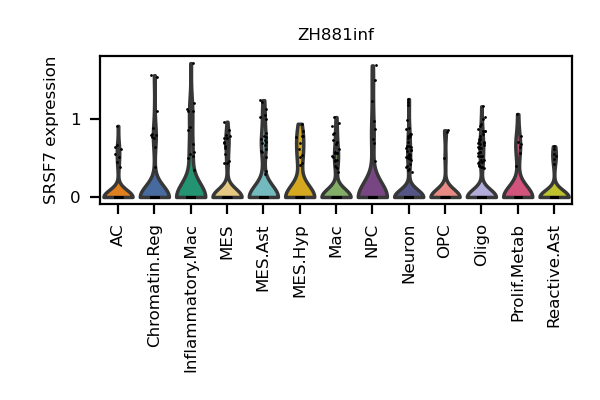 ZH881inf
SRSF7 expression
1
0
AC
Chromatin.Reg
Inflammatory.Mac
MES
MES.Ast
MES.Hyp
Mac
NPC
Neuron
OPC
Oligo
Prolif.Metab
Reactive.Ast